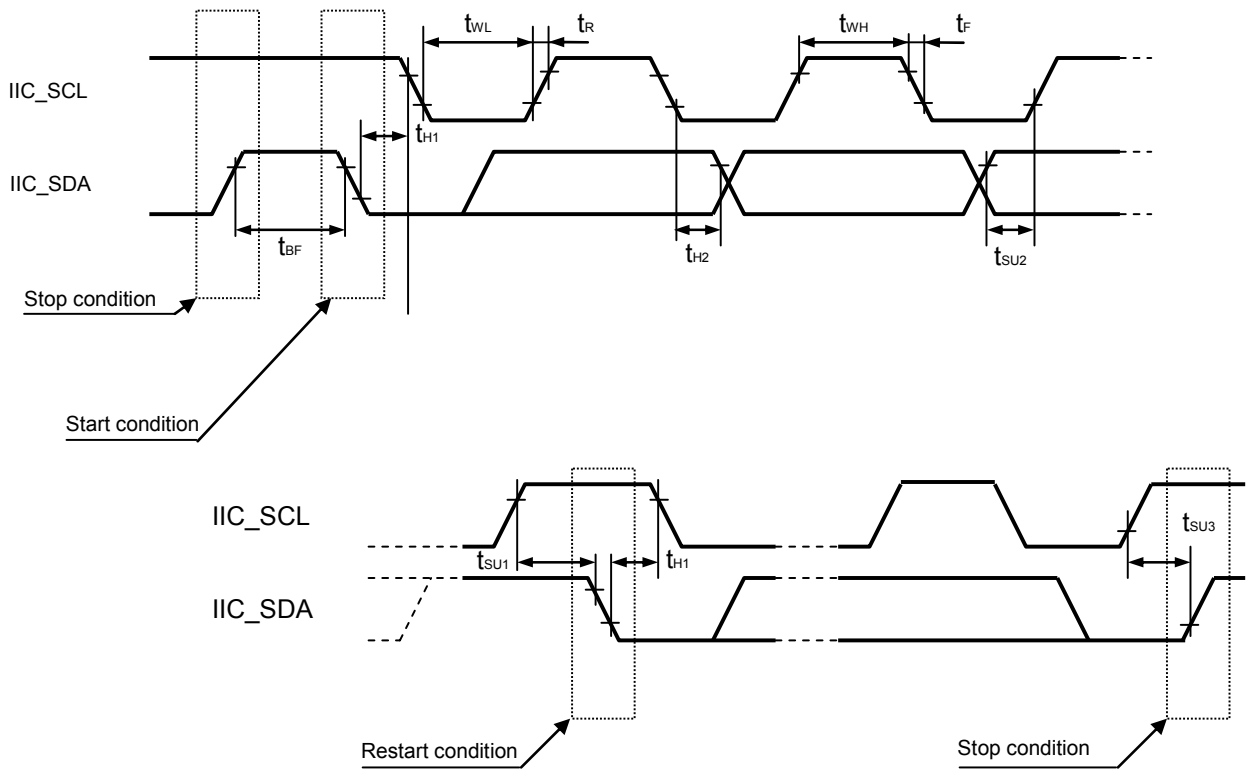 tWL
tR
tWH
tF
IIC_SCL
tH1
IIC_SDA
tBF
tH2
tSU2
Stop condition
Start condition
IIC_SCL
tSU3
tSU1
tH1
IIC_SDA
Restart condition
Stop condition